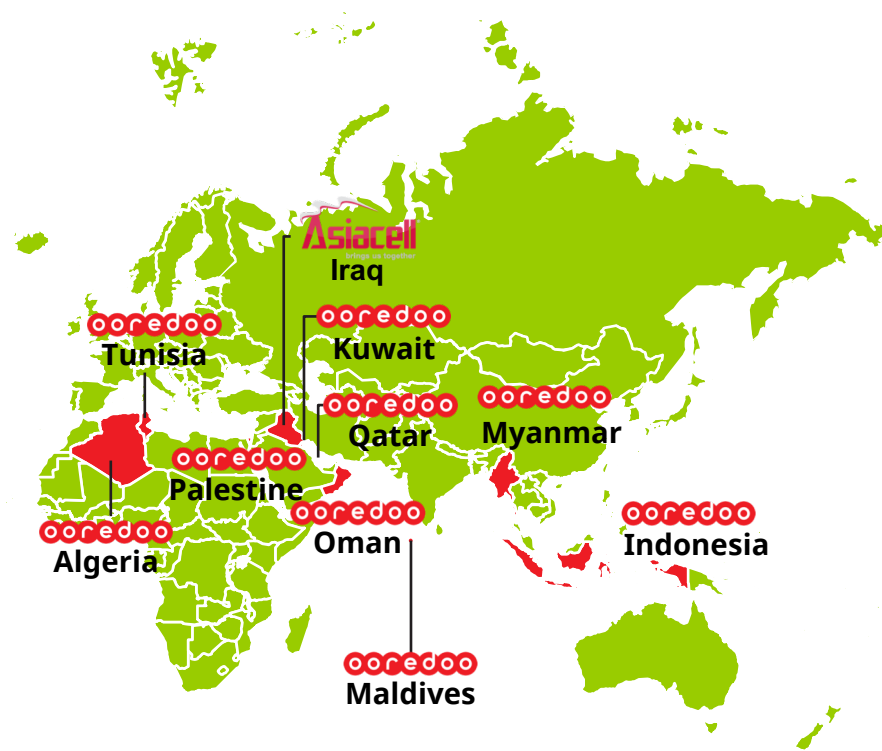 Asiacell
brings us together
Iraq
ooredoo
Kuwait
ooredoo
Tunisia
ooredoo
Qatar
ooredoo
Myanmar
ooredoo
Palestine
ooredoo
Oman
ooredoo
Indonesia
ooredoo
Algeria
ooredoo
Maldives